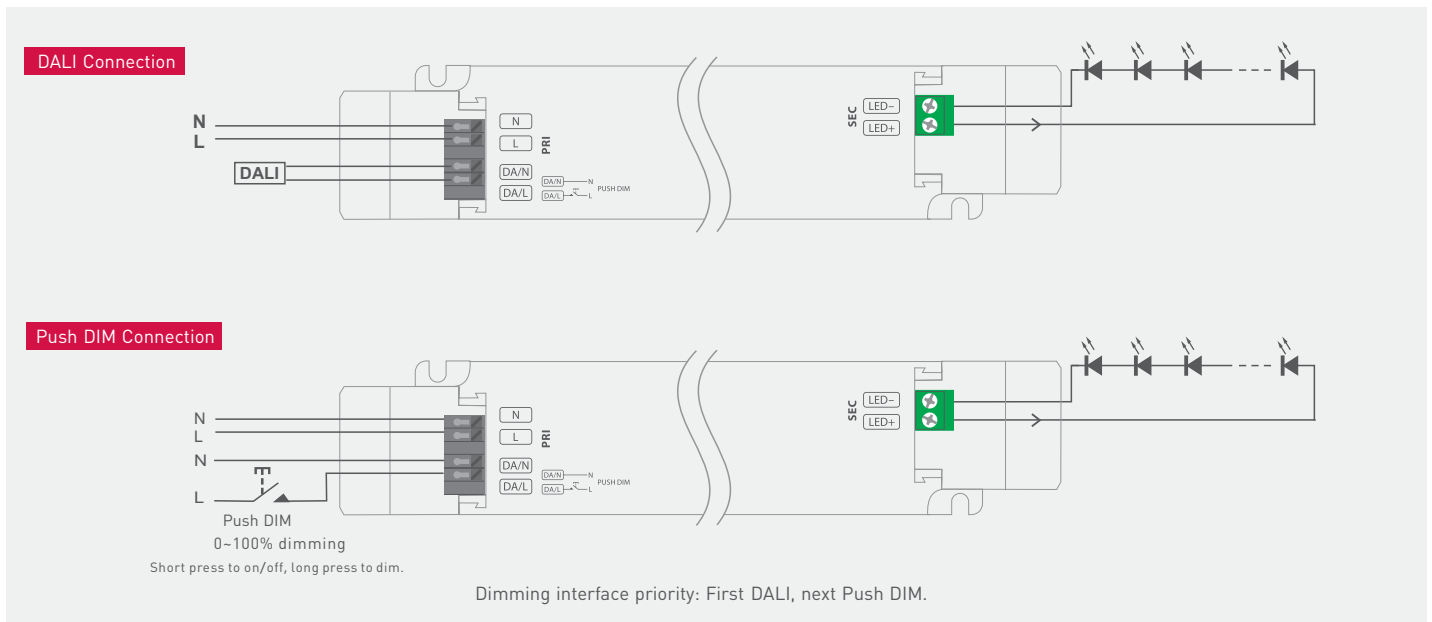 DALI Connection
N
L
DALI
N
L
PRI
DA/N
DA/L
DA/N N
DA/L L
PUSH DIM
SEC
LED-
LED+
Push DIM Connection
N
L
N
L
Push DIM
0~100% dimming
Short press to on/off, long press to dim.
N
L
PRI
DA/N
DA/L
DA/N N
DA/L L
PUSH DIM
SEC
LED-
LED+
Dimming interface priority: First DALI, next Push DIM.